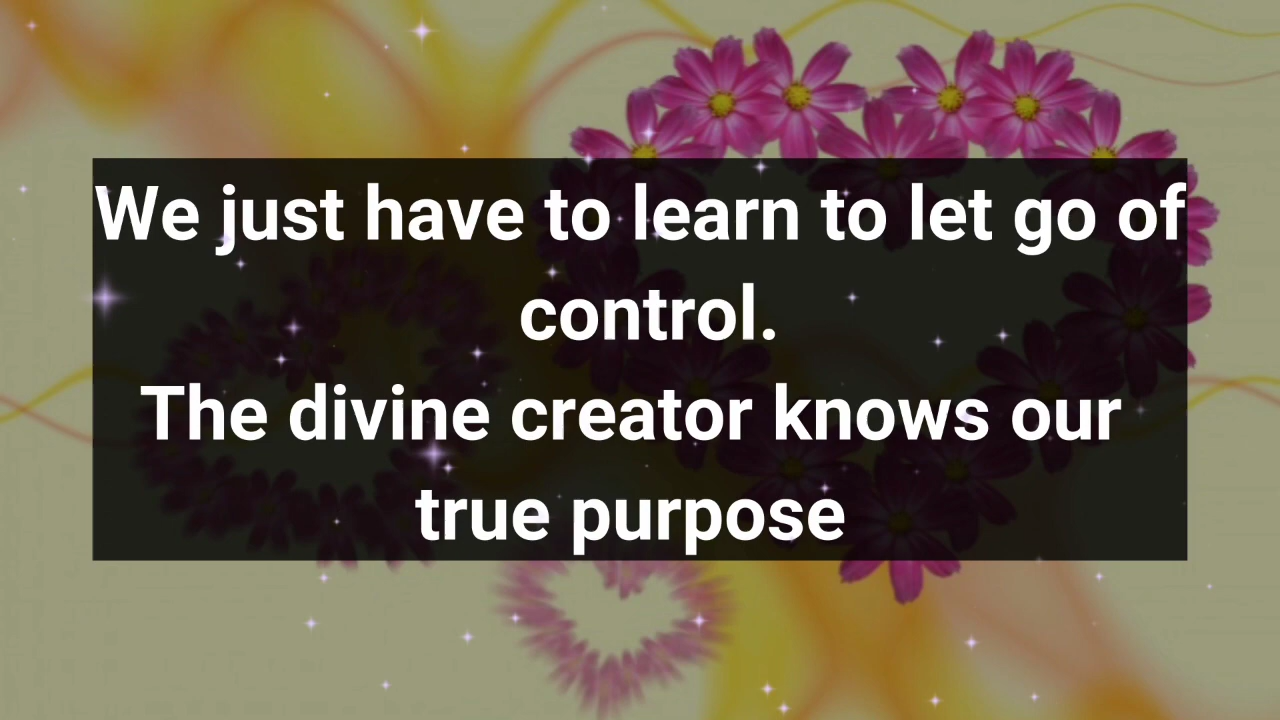 We just have to learn to let go of
control.
The divine creator knows our
true purpose